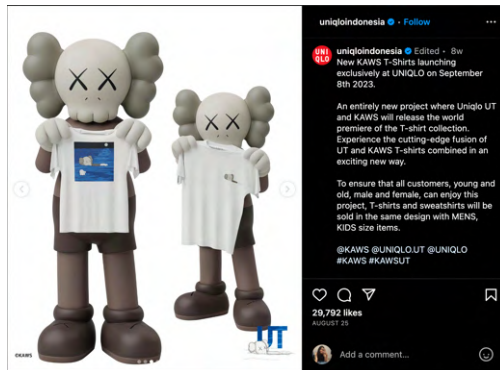 uniqloindonesia • Follow
UNI
QLO
uniqloindonesia Edited • 8w
New KAWS T-Shirts launching
exclusively at UNIQLO on September
8th 2023.
An entirely new project where Uniqlo UT
and KAWS will release the world
premiere of the T-shirt collection.
Experience the cutting-edge fusion of
UT and KAWS T-shirts combined in an
exciting new way.
To ensure that all customers, young and
old, male and female, can enjoy this
project, T-shirts and sweatshirts will be
sold in the same design with MENS,
KIDS size items.
@KAWS @UNIQLO.UT @UNIQLO
#KAWS #KAWSUT
29,792 likes
AUGUST 25
Add a comment...
©KAWS
UT